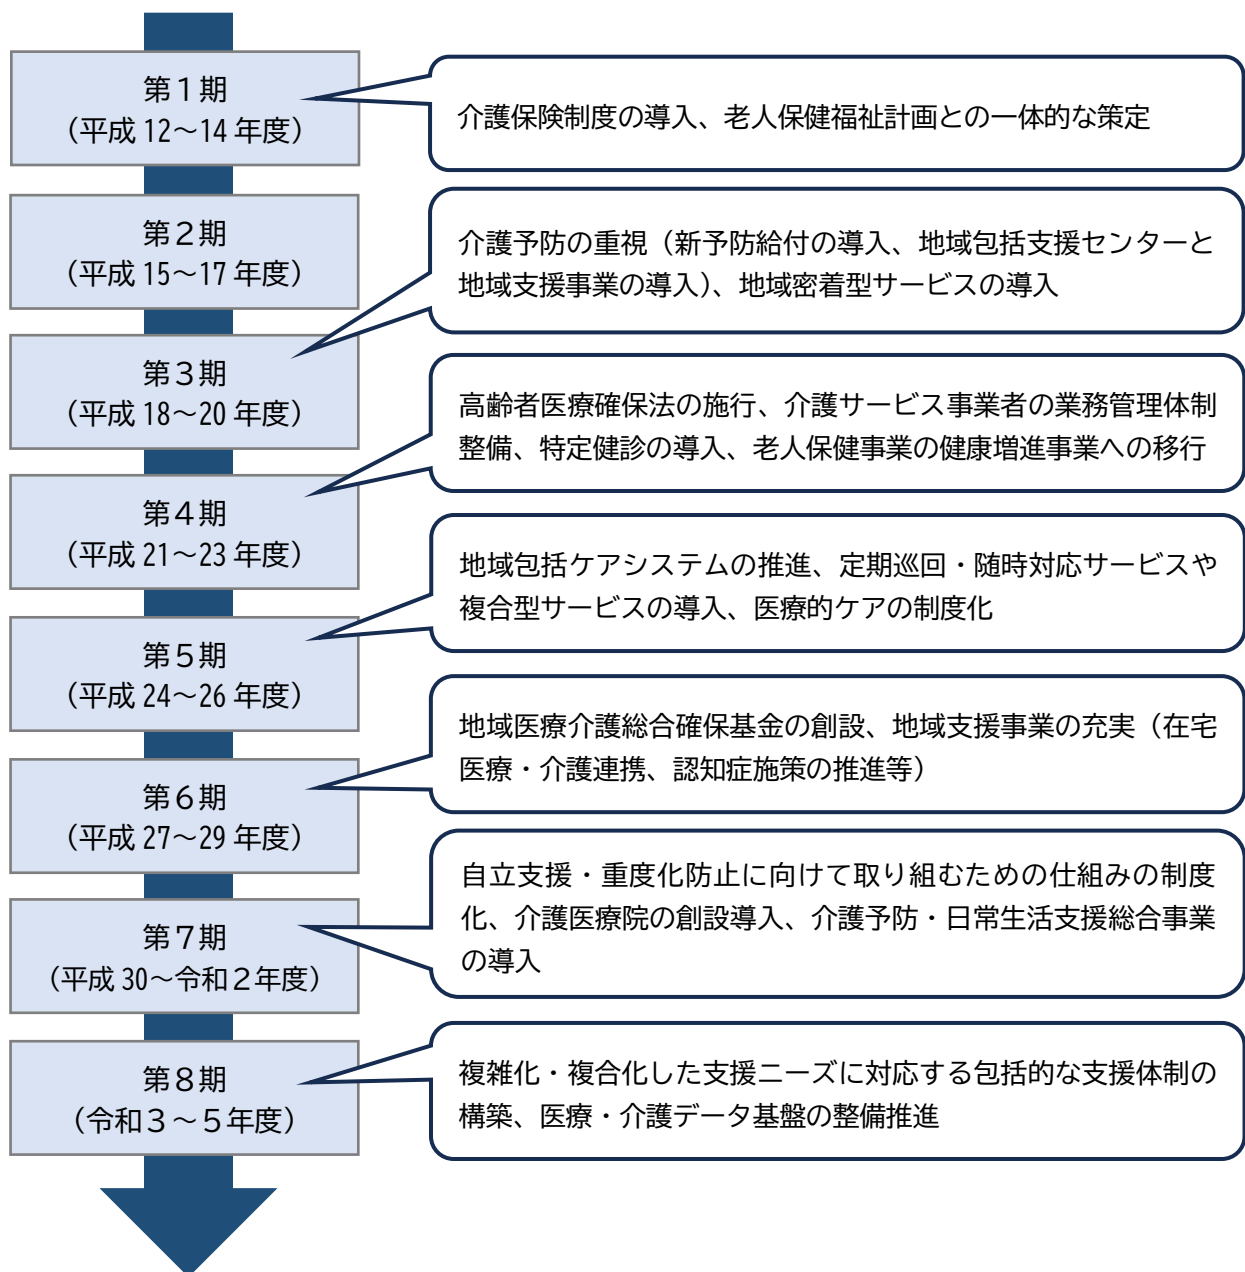 第１期
（平成 12～14 年度）
介護保険制度の導入、老人保健福祉計画との一体的な策定
第２期
（平成 15～17 年度）
介護予防の重視（新予防給付の導入、地域包括支援センターと
地域支援事業の導入）、地域密着型サービスの導入
第３期
（平成 18～20 年度）
高齢者医療確保法の施行、介護サービス事業者の業務管理体制
整備、特定健診の導入、老人保健事業の健康増進事業への移行
第４期
（平成 21～23 年度）
地域包括ケアシステムの推進、定期巡回・随時対応サービスや
複合型サービスの導入、医療的ケアの制度化
第５期
（平成 24～26 年度）
地域医療介護総合確保基金の創設、地域支援事業の充実（在宅
医療・介護連携、認知症施策の推進等）
第６期
（平成 27～29 年度）
自立支援・重度化防止に向けて取り組むための仕組みの制度
化、介護医療院の創設導入、介護予防・日常生活支援総合事業
の導入
第７期
（平成 30～令和２年度）
複雑化・複合化した支援ニーズに対応する包括的な支援体制の
構築、医療・介護データ基盤の整備推進
第８期
（令和３～５年度）